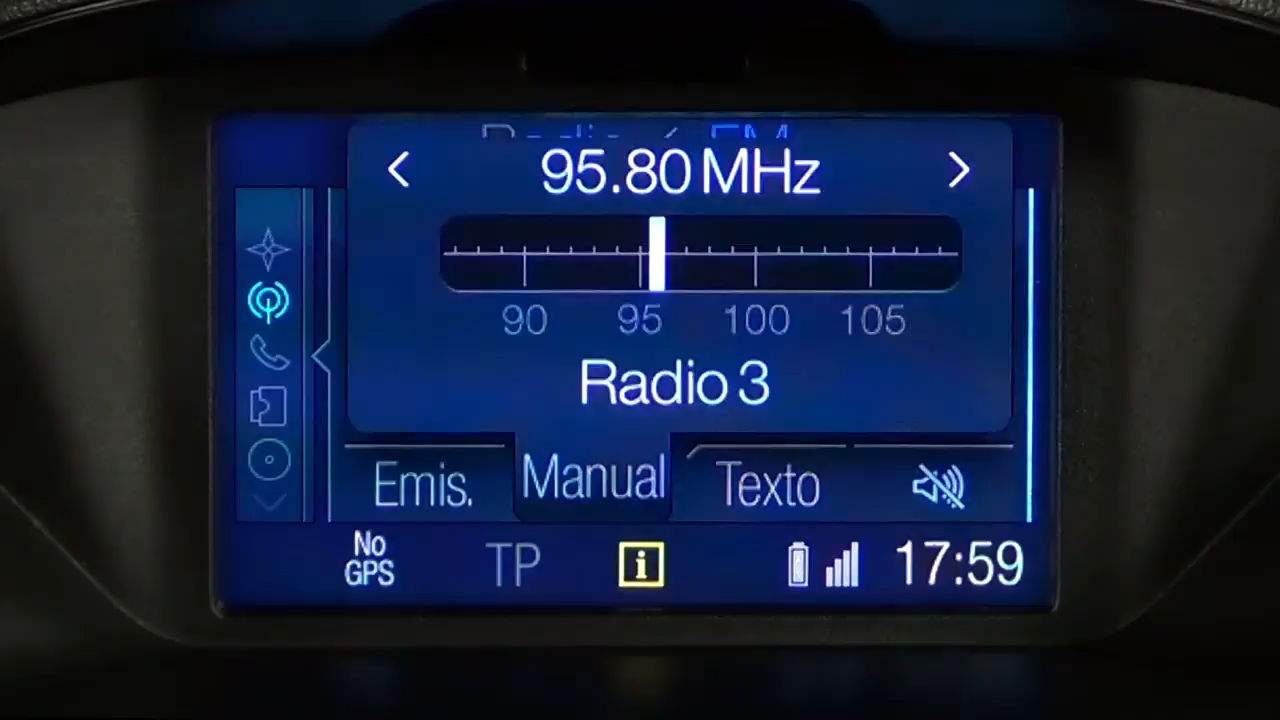 95.80 MHz
90 95 100 105
Radio 3
Emis. Manual Texto
No
GPS
TP
i
17:59